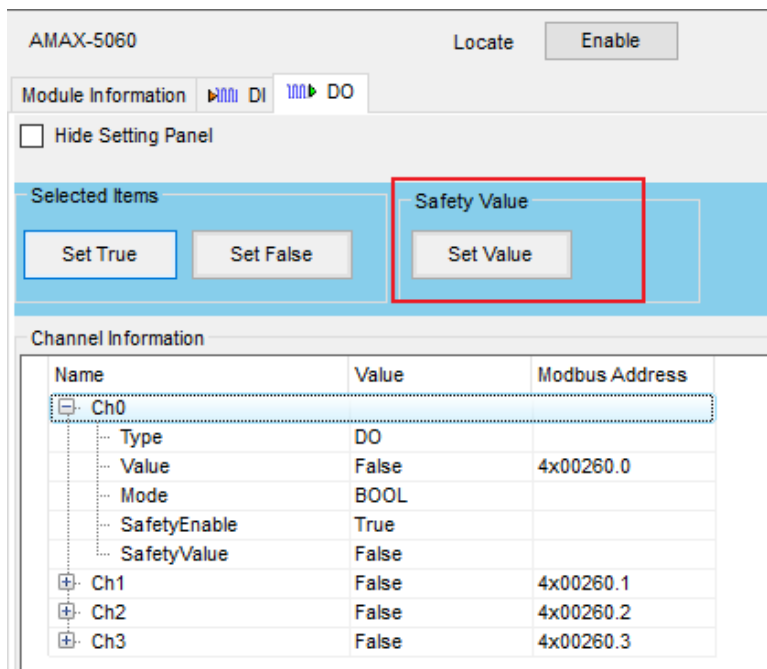 AMAX-5060 Locate Enable
Module Information DI DO
Hide Setting Panel
Selected Items Safety Value
Set True Set False Set Value
Channel Information
Name Value Modbus Address
Ch0
Type DO
Value False 4x00260.0
Mode BOOL
SafetyEnable True
SafetyValue False
Ch1 False 4x00260.1
Ch2 False 4x00260.2
Ch3 False 4x00260.3